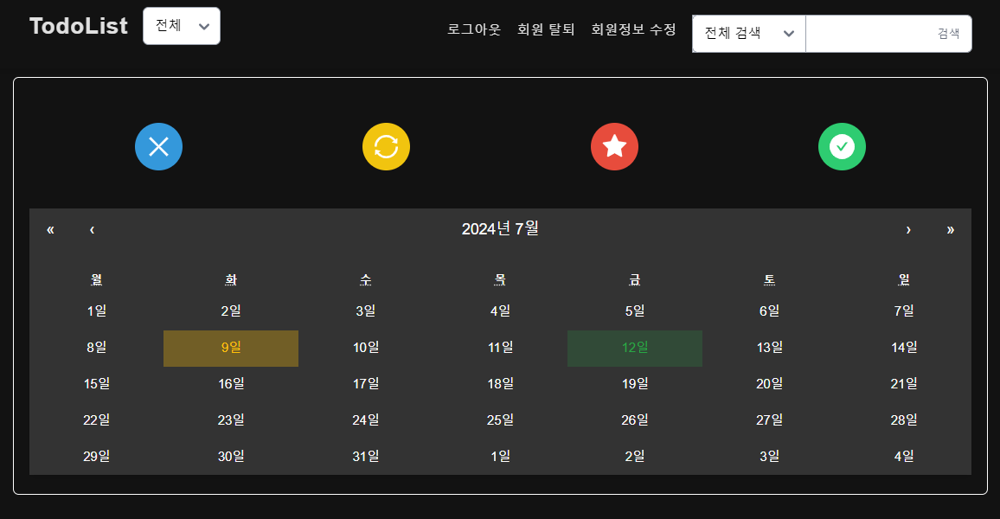 TodoList 전체 로그아웃 회원 탈퇴 회원정보 수정 전체 검색 검색
« ‹ 2024년 7월 › »
월 화 수 목 금 토 일
1일 2일 3일 4일 5일 6일 7일
8일 9일 10일 11일 12일 13일 14일
15일 16일 17일 18일 19일 20일 21일
22일 23일 24일 25일 26일 27일 28일
29일 30일 31일 1일 2일 3일 4일